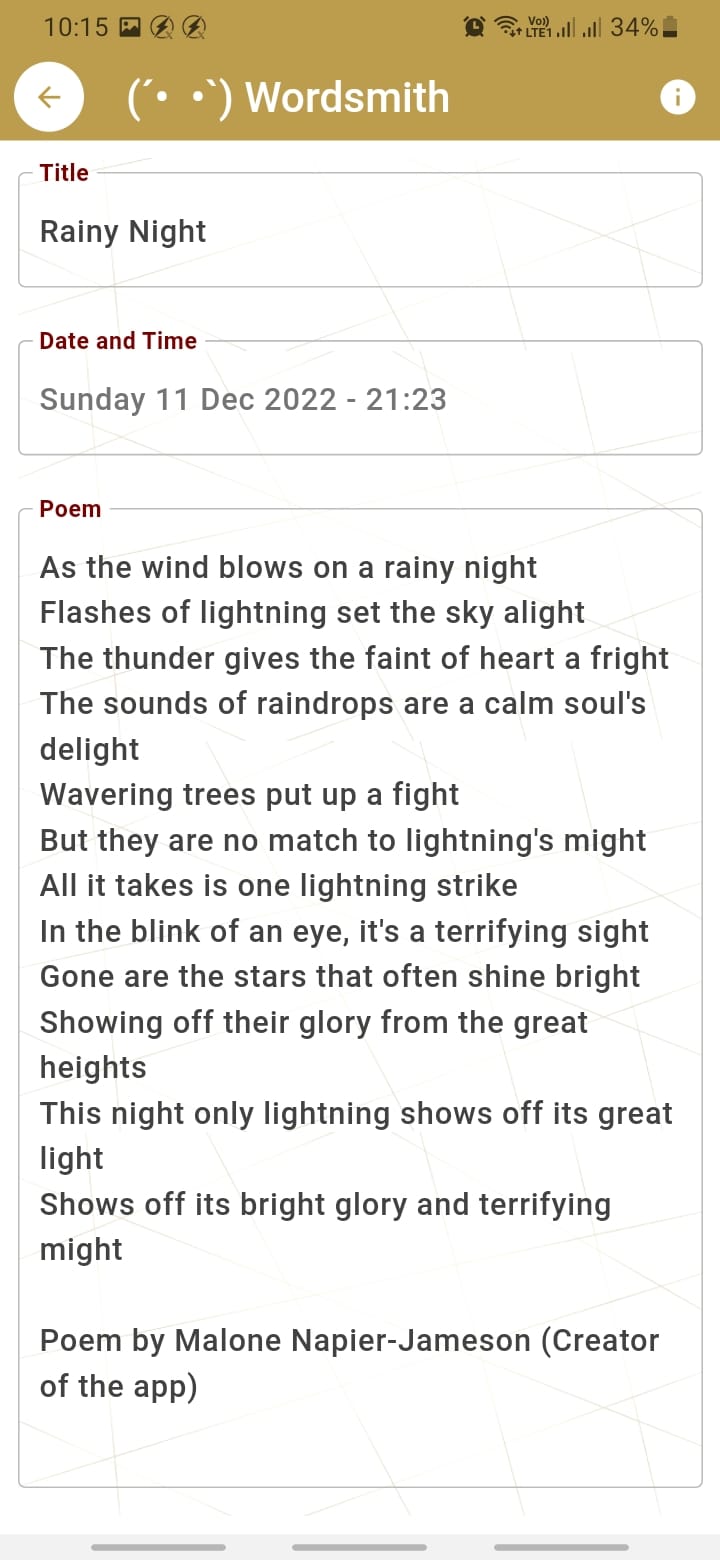 10:15
Vo))
LTE1
34%
(´• •`) Wordsmith
Title
Rainy Night
Date and Time
Sunday 11 Dec 2022 - 21:23
Poem
As the wind blows on a rainy night
Flashes of lightning set the sky alight
The thunder gives the faint of heart a fright
The sounds of raindrops are a calm soul's
delight
Wavering trees put up a fight
But they are no match to lightning's might
All it takes is one lightning strike
In the blink of an eye, it's a terrifying sight
Gone are the stars that often shine bright
Showing off their glory from the great
heights
This night only lightning shows off its great
light
Shows off its bright glory and terrifying
might
Poem by Malone Napier-Jameson (Creator
of the app)